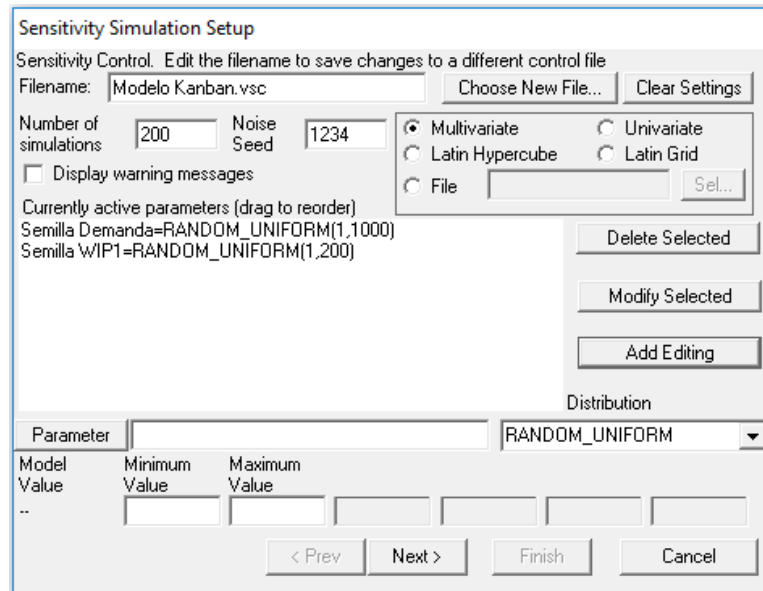 Sensitivity Simulation Setup
Sensitivity Control. Edit the filename to save changes to a different control file
Filename: Modelo Kanban.vsc Choose New File... Clear Settings
Number of simulations 200 Noise Seed 1234
Multivariate Univariate
Latin Hypercube Latin Grid
File Sel...
Display warning messages
Currently active parameters (drag to reorder)
Semilla Demanda=RANDOM_UNIFORM(1,1000)
Semilla WIP1=RANDOM_UNIFORM(1,200)
Delete Selected
Modify Selected
Add Editing
Distribution
Parameter RANDOM_UNIFORM
Model Value Minimum Value Maximum Value
--
< Prev Next > Finish Cancel